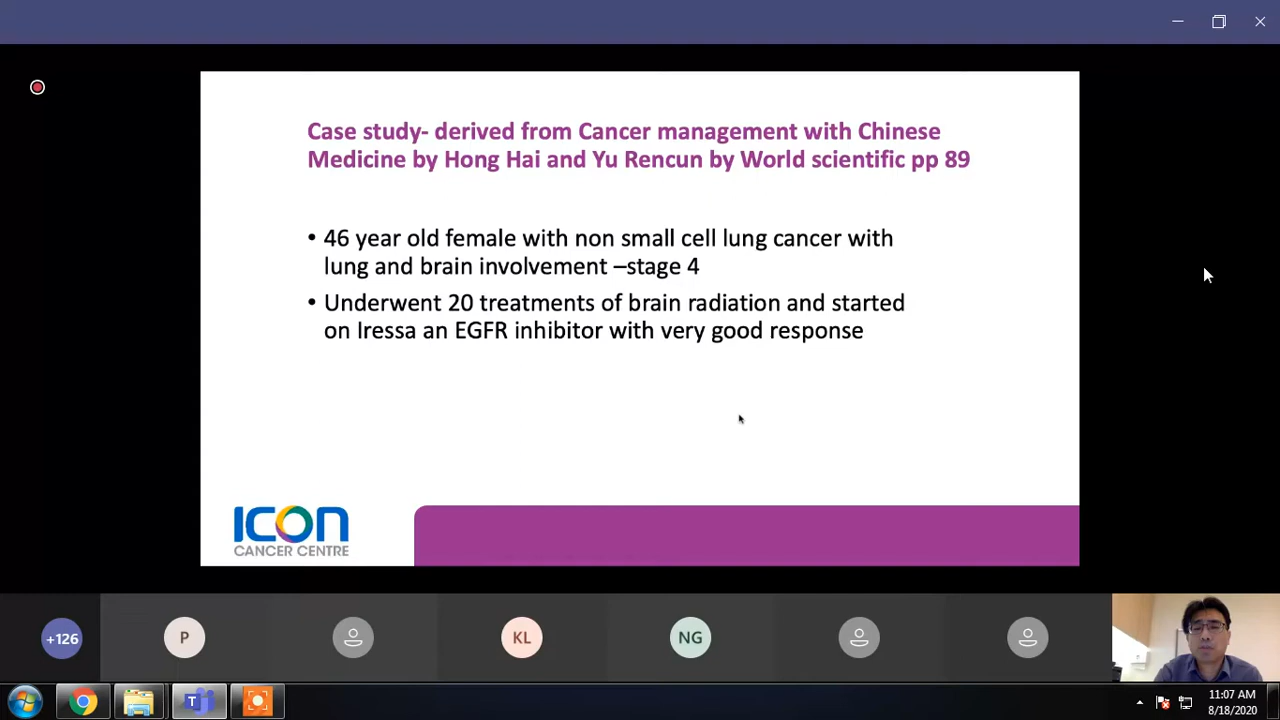 Case study- derived from Cancer management with Chinese
Medicine by Hong Hai and Yu Rencun by World scientific pp 89
• 46 year old female with non small cell lung cancer with
lung and brain involvement –stage 4
• Underwent 20 treatments of brain radiation and started
on Iressa an EGFR inhibitor with very good response
ICON
CANCER CENTRE
+126
P
KL
NG
11:07 AM
8/18/2020